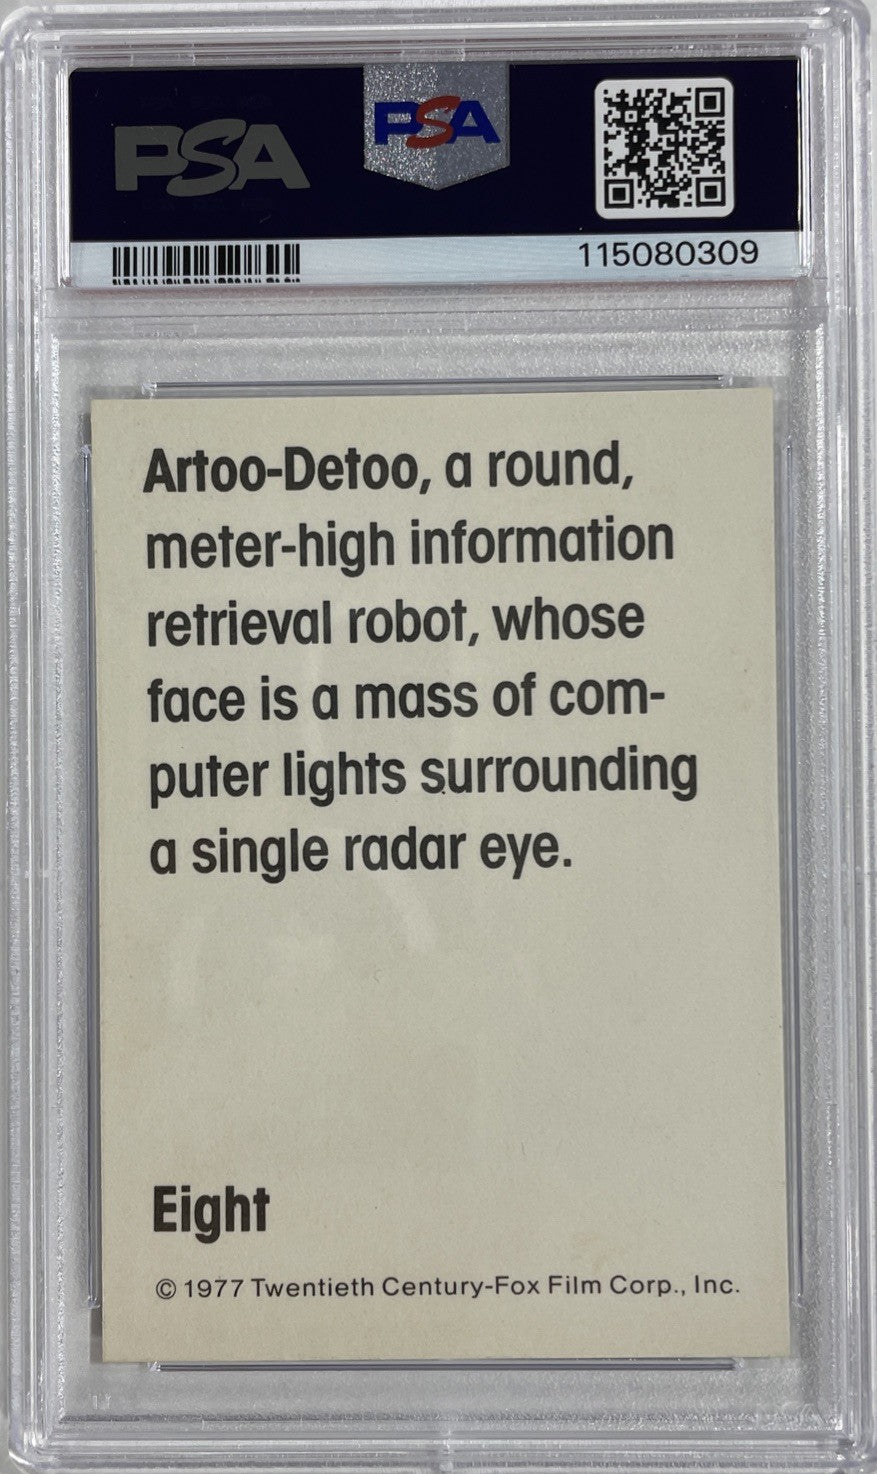 PSA PSA
115080309
Artoo-Detoo, a round,
meter-high information
retrieval robot, whose
face is a mass of com-
puter lights surrounding
a single radar eye.
Eight
© 1977 Twentieth Century-Fox Film Corp., Inc.